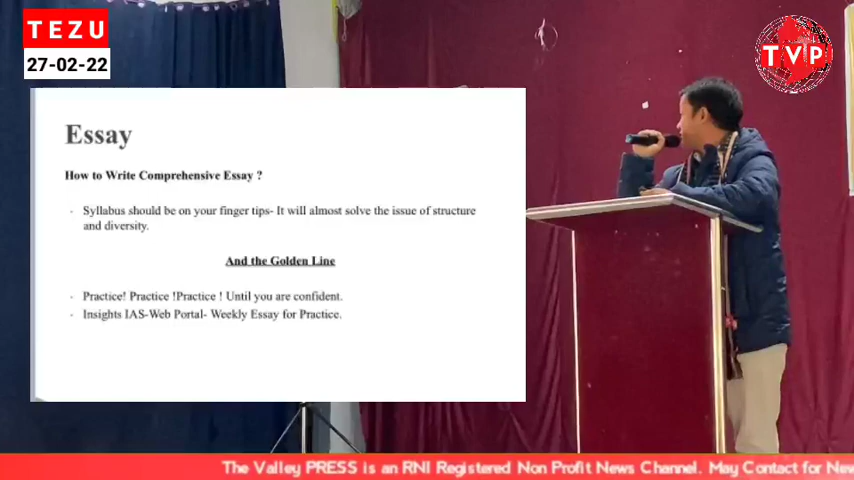 TEZU
27-02-22
TVP
Essay
How to Write Comprehensive Essay ?
Syllabus should be on your finger tips- It will almost solve the issue of structure
and diversity.
And the Golden Line
Practice! Practice !Practice ! Until you are confident.
Insights IAS-Web Portal- Weekly Essay for Practice.
The Valley PRESS is an RNI Registered Non Profit News Channel. May Contact for New